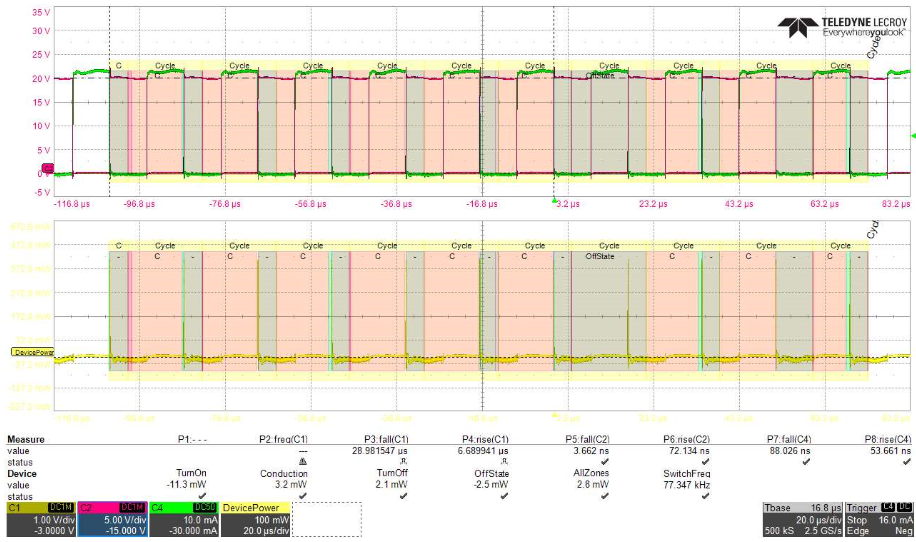 35 V
30 V
25 V
20 V
15 V
10 V
5 V
0 V
-5 V
TELEDYNE LECROY
Everywhereyoulook™
C Cycle Cycle Cycle Cycle Cycle Cycle Cycle Cycle Cycle Cycle
OffState
-116.8 µs -96.8 µs -76.8 µs -56.8 µs -36.8 µs -16.8 µs 3.2 µs 23.2 µs 43.2 µs 63.2 µs 83.2 µs
C Cycle Cycle Cycle Cycle Cycle Cycle Cycle Cycle Cycle
- C - C - C - C - C - OffState C - C - C -
DevicePower
Measure P1:- - - P2:freq(C1) P3:fall(C1) P4:rise(C1) P5:fall(C2) P6:rise(C2) P7:fall(C4) P8:rise(C4)
value --- 28.981547 µs 6.689941 µs 3.662 ns 72.134 ns 88.026 ns 53.661 ns
status
Device TurnOn Conduction TurnOff OffState AllZones SwitchFreq
value -11.3 mW 3.2 mW 2.1 mW -2.5 mW 2.8 mW 77.347 kHz
status
C1 DC1M C2 DC1M C4 DC50 DevicePower Tbase 16.8 µs Trigger C4 DC
1.00 V/div 5.00 V/div 10.0 mA 100 mW 20.0 µs/div Stop 16.0 mA
-3.0000 V -15.000 V -30.000 mA 20.0 µs/div 500 kS 2.5 GS/s Edge Neg